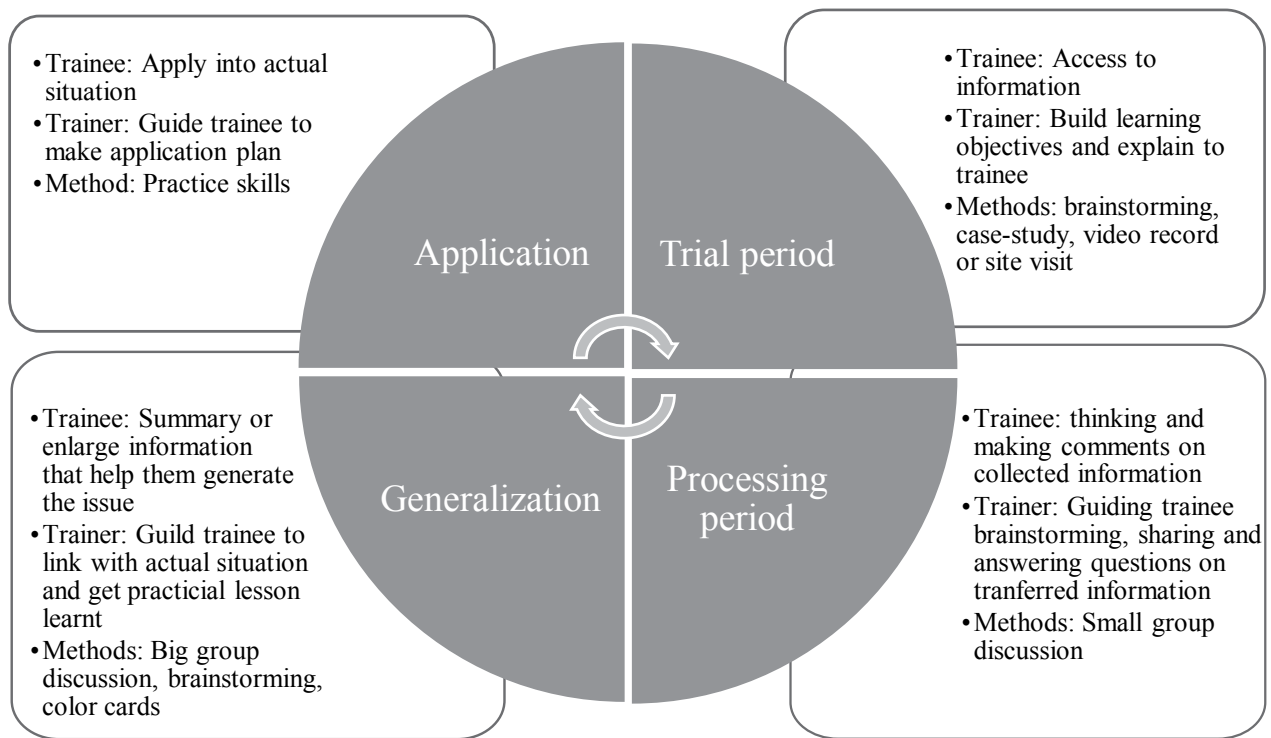 •Trainee: Apply into actual
situation
•Trainer: Guide trainee to
make application plan
•Method: Practice skills
•Trainee: Access to
information
•Trainer: Build learning
objectives and explain to
trainee
•Methods: brainstorming,
case-study, video record
or site visit
Application
Trial period
•Trainee: Summary or
enlarge information
that help them generate
the issue
•Trainer: Guild trainee to
link with actual situation
and get practicial lesson
learnt
•Methods: Big group
discussion, brainstorming,
color cards
Generalization
Processing
period
•Trainee: thinking and
making comments on
collected information
•Trainer: Guiding trainee
brainstorming, sharing and
answering questions on
tranferred information
•Methods: Small group
discussion